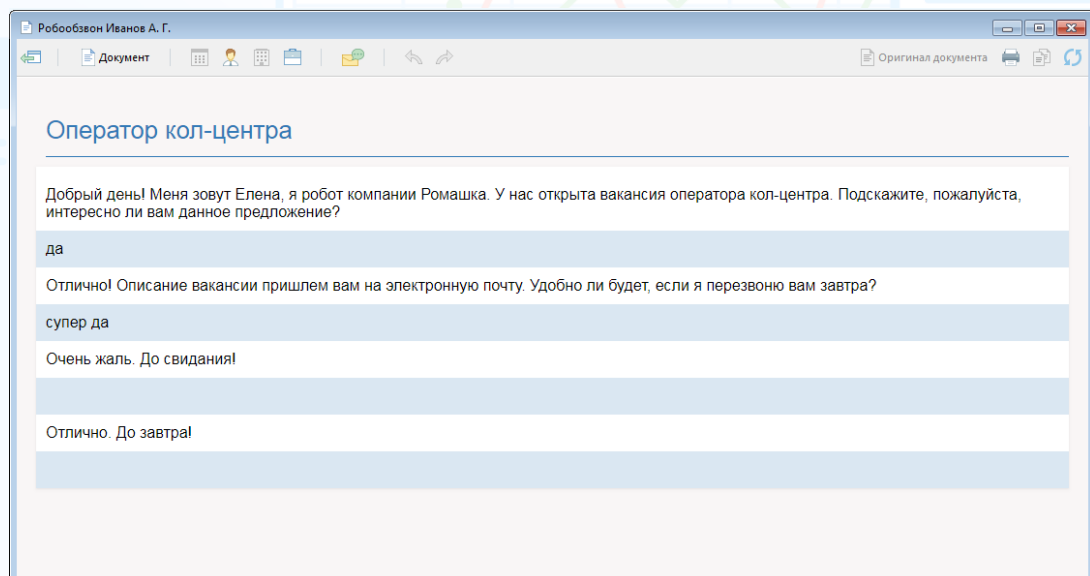 Робообзвон Иванов А. Г.
Документ
Оригинал документа
Оператор кол-центра
Добрый день! Меня зовут Елена, я робот компании Ромашка. У нас открыта вакансия оператора кол-центра. Подскажите, пожалуйста,
интересно ли вам данное предложение?
да
Отлично! Описание вакансии пришлем вам на электронную почту. Удобно ли будет, если я перезвоню вам завтра?
супер да
Очень жаль. До свидания!
Отлично. До завтра!